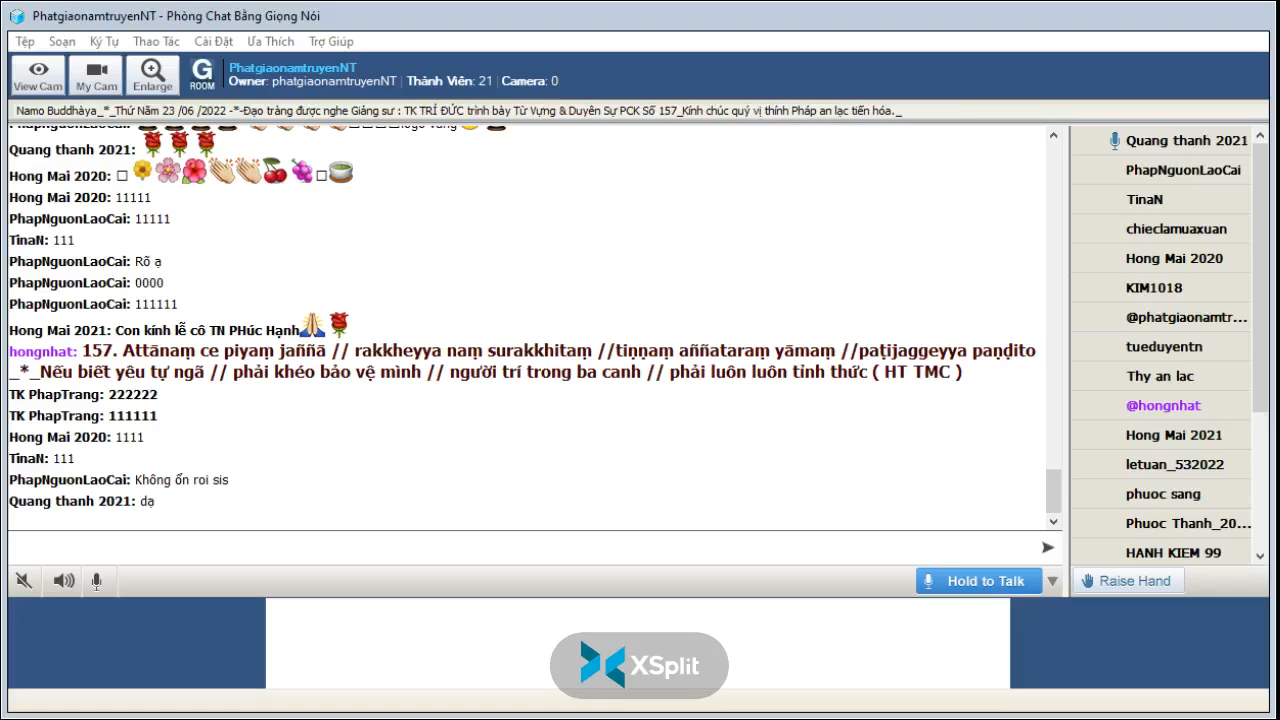 PhatgiaonamtruyenNT - Phòng Chat Bằng Giọng Nói
Tệp Soạn Ký Tự Thao Tác Cài Đặt Ưa Thích Trợ Giúp
View Cam My Cam Enlarge G ROOM
PhatgiaonamtruyenNT
Owner: phatgiaonamtruyenNT | Thành Viên: 21 | Camera: 0
Namo Buddhàya_*_Thứ Năm 23 /06 /2022 -*-Đạo tràng được nghe Giảng sư : TK TRÍ ĐỨC trình bày Từ Vựng & Duyên Sự PCK Số 157_Kính chúc quý vị thính Pháp an lạc tiến hóa._
Quang thanh 2021:
Hong Mai 2020:
Hong Mai 2020: 11111
PhapNguonLaoCai: 11111
TinaN: 111
PhapNguonLaoCai: Rõ ạ
PhapNguonLaoCai: 0000
PhapNguonLaoCai: 111111
Hong Mai 2021: Con kính lễ cô TN PHúc Hạnh
hongnhat: 157. Attānaṃ ce piyaṃ jaññā // rakkheyya naṃ surakkhitaṃ //tiṇṇaṃ aññataraṃ yāmaṃ //paṭijaggeyya paṇḍito
_*_Nếu biết yêu tự ngã // phải khéo bảo vệ mình // người trí trong ba canh // phải luôn luôn tỉnh thức ( HT TMC )
TK PhapTrang: 222222
TK PhapTrang: 111111
Hong Mai 2020: 1111
TinaN: 111
PhapNguonLaoCai: Không ổn roi sis
Quang thanh 2021: dạ
Hold to Talk
Quang thanh 2021
PhapNguonLaoCai
TinaN
chieclamuaxuan
Hong Mai 2020
KIM1018
@phatgiaonamtr...
tueduyentn
Thy an lac
@hongnhat
Hong Mai 2021
letuan_532022
phuoc sang
Phuoc Thanh_20...
HANH KIEM 99
Raise Hand
XSplit